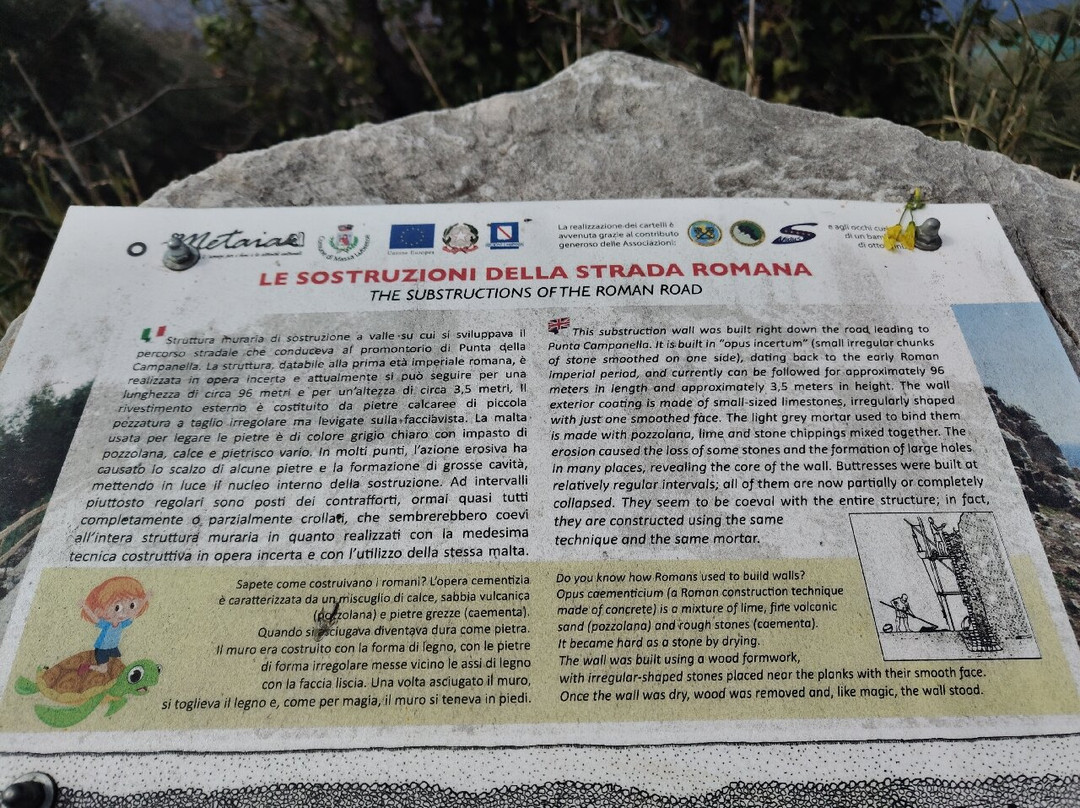 Metaia
Comune di Massa Lubrense
Unione Europea
La realizzazione dei cartelli è
avvenuta grazie al contributo
generoso delle Associazioni:
e agli occhi
di un
di
LE SOSTRUZIONI DELLA STRADA ROMANA
THE SUBSTRUCTIONS OF THE ROMAN ROAD
Struttura muraria di sostruzione a valle su cui si sviluppava il
percorso stradale che conduceva al promontorio di Punta della
Campanella. La struttura, databile alla prima età imperiale romana, è
realizzata in opera incerta e attualmente si può seguire per una
lunghezza di circa 96 metri e per un'altezza di circa 3,5 metri. Il
rivestimento esterno è costituito da pietre calcaree di piccola
pezzatura a taglio irregolare ma levigate sulla facciavista. La malta
usata per legare le pietre è di colore grigio chiaro con impasto di
pozzolana, calce e pietrisco vario. In molti punti, l'azione erosiva ha
causato lo scalzo di alcune pietre e la formazione di grosse cavità,
mettendo in luce il nucleo interno della sostruzione. Ad intervalli
piuttosto regolari sono posti dei contrafforti, ormai quasi tutti
completamente o parzialmente crollati, che sembrerebbero coevi
all'intera struttura muraria in quanto realizzati con la medesima
tecnica costruttiva in opera incerta e con l'utilizzo della stessa malta.
This substruction wall was built right down the road leading to
Punta Campanella. It is built in "opus incertum" (small irregular chunks
of stone smoothed on one side), dating back to the early Roman
imperial period, and currently can be followed for approximately 96
meters in length and approximately 3,5 meters in height. The wall
exterior coating is made of small-sized limestones, irregularly shaped
with just one smoothed face. The light grey mortar used to bind them
is made with pozzolana, lime and stone chippings mixed together. The
erosion caused the loss of some stones and the formation of large holes
in many places, revealing the core of the wall. Buttresses were built at
relatively regular intervals; all of them are now partially or completely
collapsed. They seem to be coeval with the entire structure; in fact,
they are constructed using the same
technique and the same mortar.
Sapete come costruivano i romani? L'opera cementizia
è caratterizzata da un miscuglio di calce, sabbia vulcanica
(pozzolana) e pietre grezze (caementa).
Quando si asciugava diventava dura come pietra.
Il muro era costruito con la forma di legno, con le pietre
di forma irregolare messe vicino le assi di legno
con la faccia liscia. Una volta asciugato il muro,
si toglieva il legno e, come per magia, il muro si teneva in piedi.
Do you know how Romans used to build walls?
Opus caementicium (a Roman construction technique
made of concrete) is a mixture of lime, fine volcanic
sand (pozzolana) and rough stones (caementa).
It became hard as a stone by drying.
The wall was built using a wood formwork,
with irregular-shaped stones placed near the planks with their smooth face.
Once the wall was dry, wood was removed and, like magic, the wall stood.